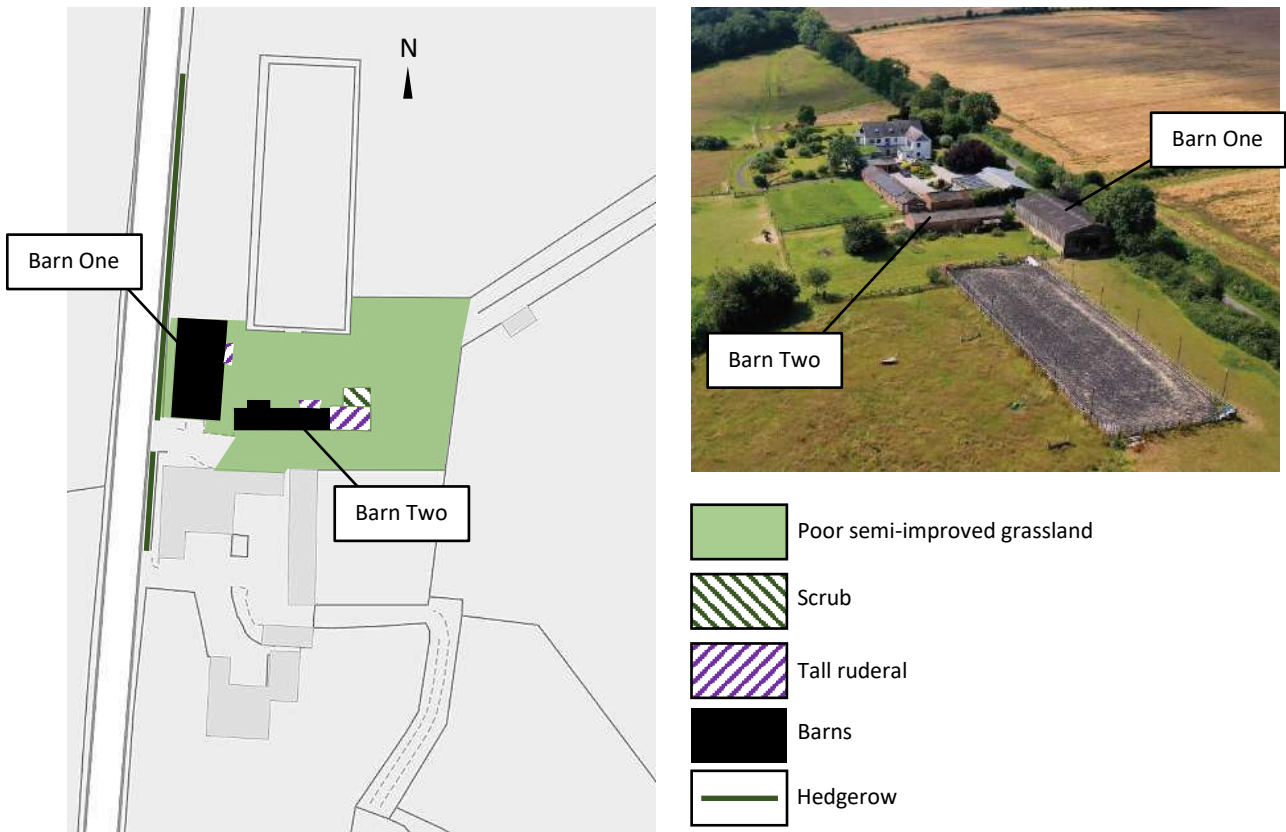 N
Barn One
Barn Two
Barn One
Barn Two
Poor semi-improved grassland
Scrub
Tall ruderal
Barns
Hedgerow